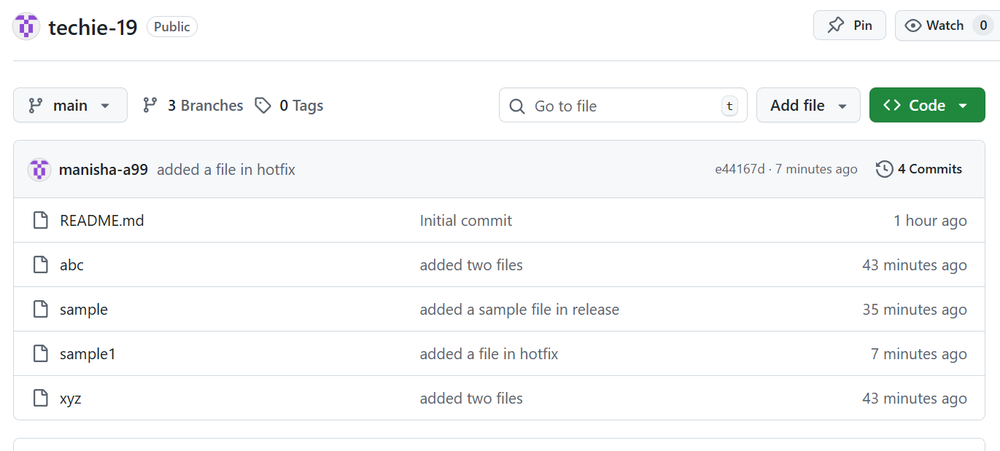 techie-19 Public Pin Watch 0
main 3 Branches 0 Tags Go to file t Add file Code
manisha-a99 added a file in hotfix e44167d · 7 minutes ago 4 Commits
README.md Initial commit 1 hour ago
abc added two files 43 minutes ago
sample added a sample file in release 35 minutes ago
sample1 added a file in hotfix 7 minutes ago
xyz added two files 43 minutes ago